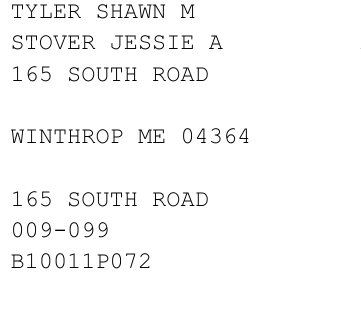 TYLER SHAWN M
STOVER JESSIE A
165 SOUTH ROAD
WINTHROP ME 04364
165 SOUTH ROAD
009-099
B10011P072